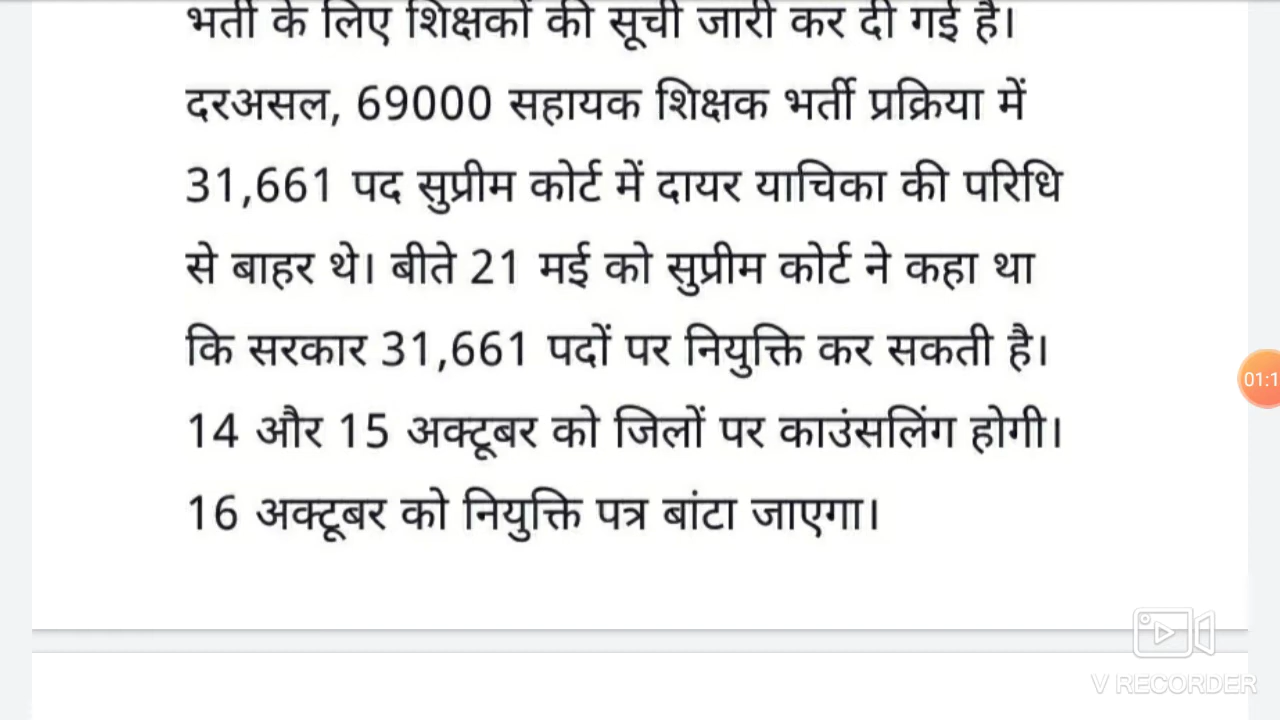 भर्ती के लिए शिक्षकों की सूची जारी कर दी गई है।
दरअसल, 69000 सहायक शिक्षक भर्ती प्रक्रिया में
31,661 पद सुप्रीम कोर्ट में दायर याचिका की परिधि
से बाहर थे। बीते 21 मई को सुप्रीम कोर्ट ने कहा था
कि सरकार 31,661 पदों पर नियुक्ति कर सकती है।
01:1
14 और 15 अक्टूबर को जिलों पर काउंसलिंग होगी।
16 अक्टूबर को नियुक्ति पत्र बांटा जाएगा।
V RECORDER